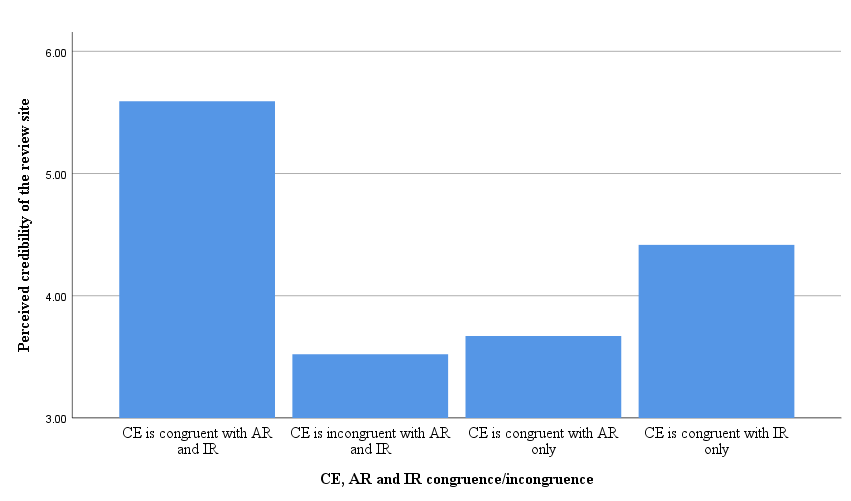 Perceived credibility of the review site
6.00
5.00
4.00
3.00
CE is congruent with AR
and IR
CE is incongruent with AR
and IR
CE is congruent with AR
only
CE is congruent with IR
only
CE, AR and IR congruence/incongruence